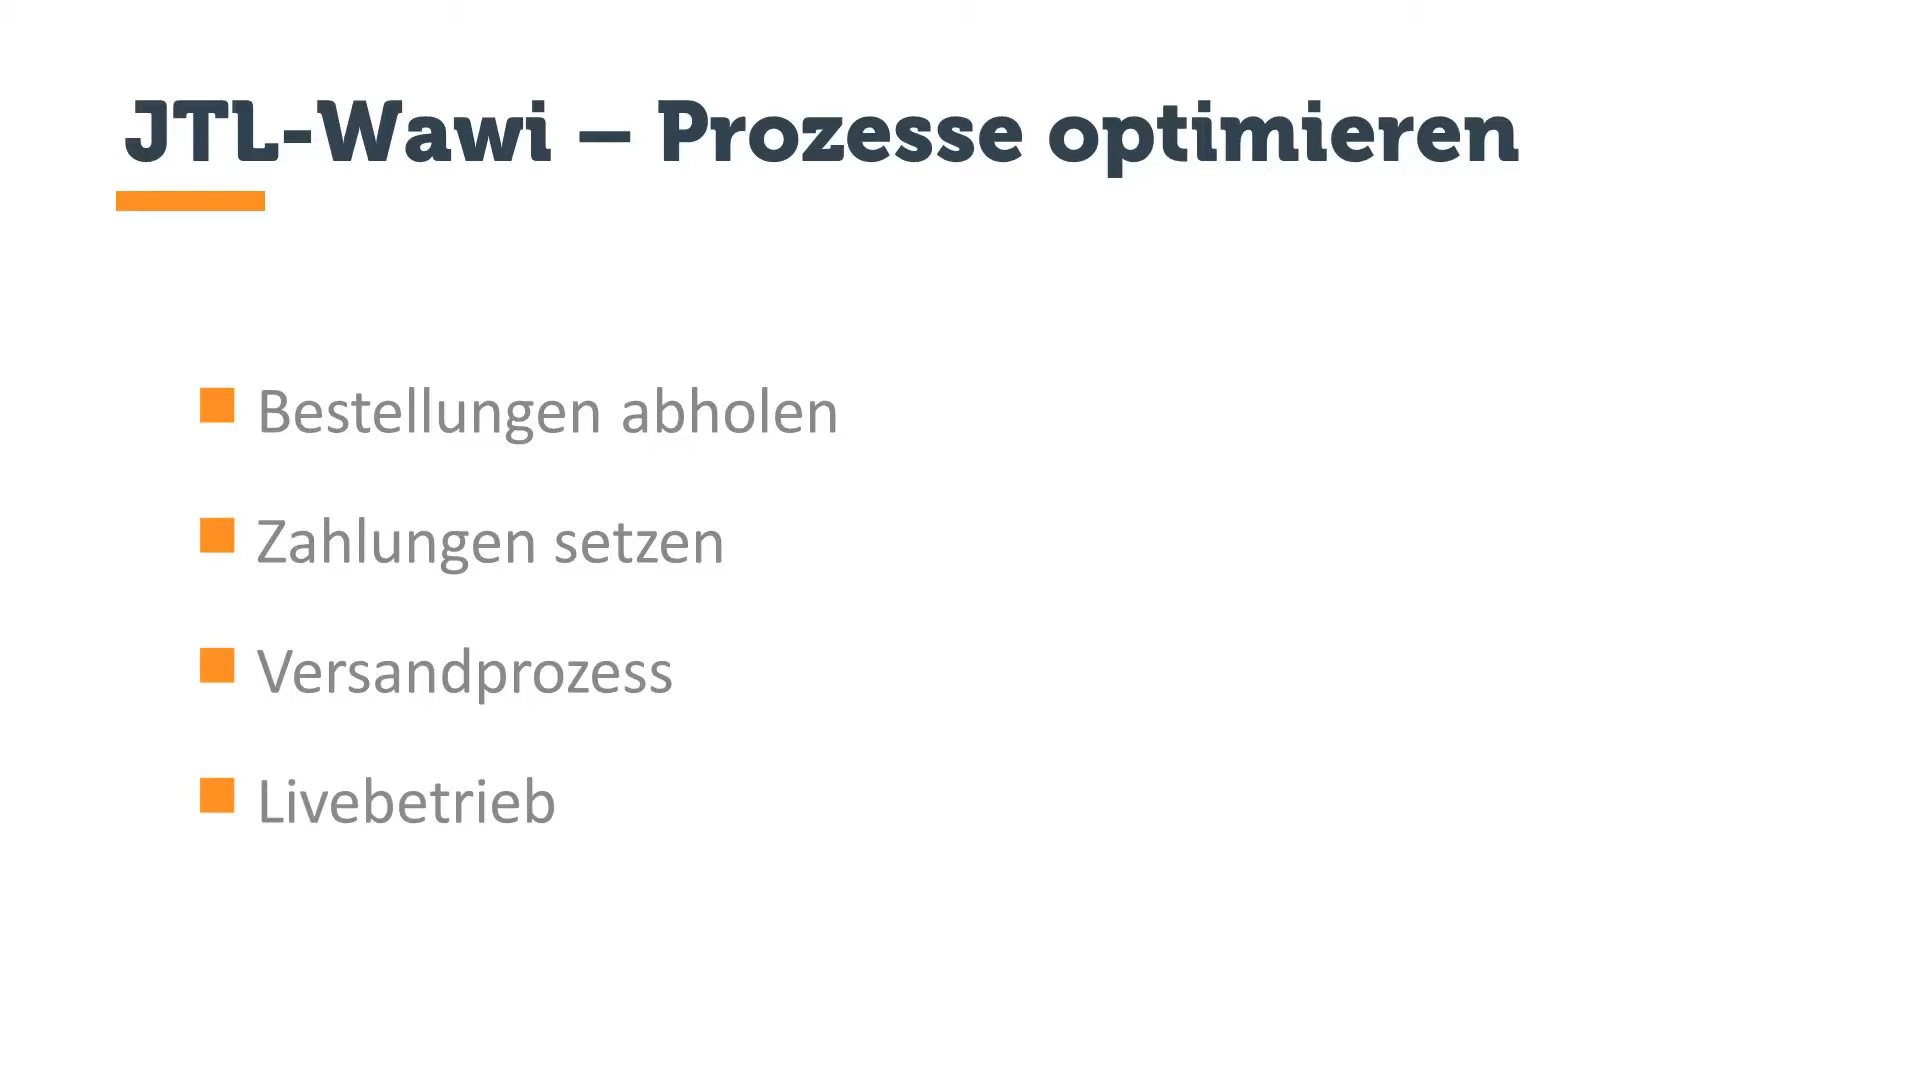 JTL-Wawi – Prozesse optimieren
Bestellungen abholen
Zahlungen setzen
Versandprozess
Livebetrieb